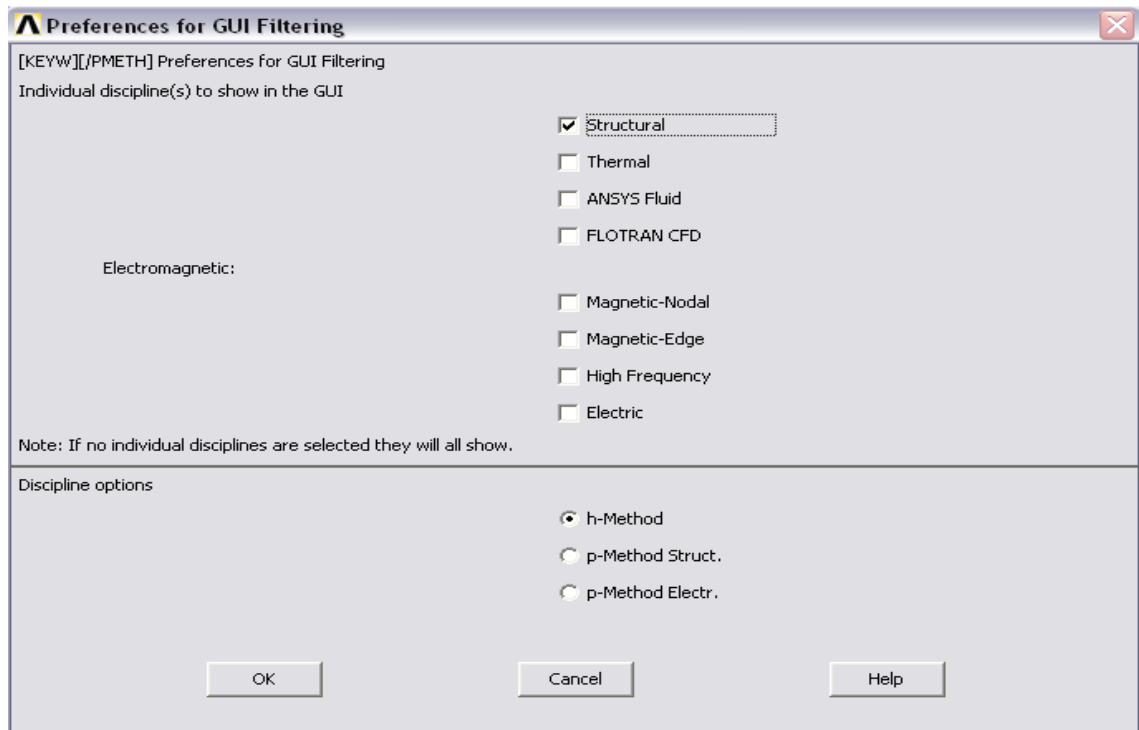 Preferences for GUI Filtering
[KEYW][/PMETH] Preferences for GUI Filtering
Individual discipline(s) to show in the GUI
Structural
Thermal
ANSYS Fluid
FLOTRAN CFD
Electromagnetic:
Magnetic-Nodal
Magnetic-Edge
High Frequency
Electric
Note: If no individual disciplines are selected they will all show.
Discipline options
h-Method
p-Method Struct.
p-Method Electr.
OK Cancel Help